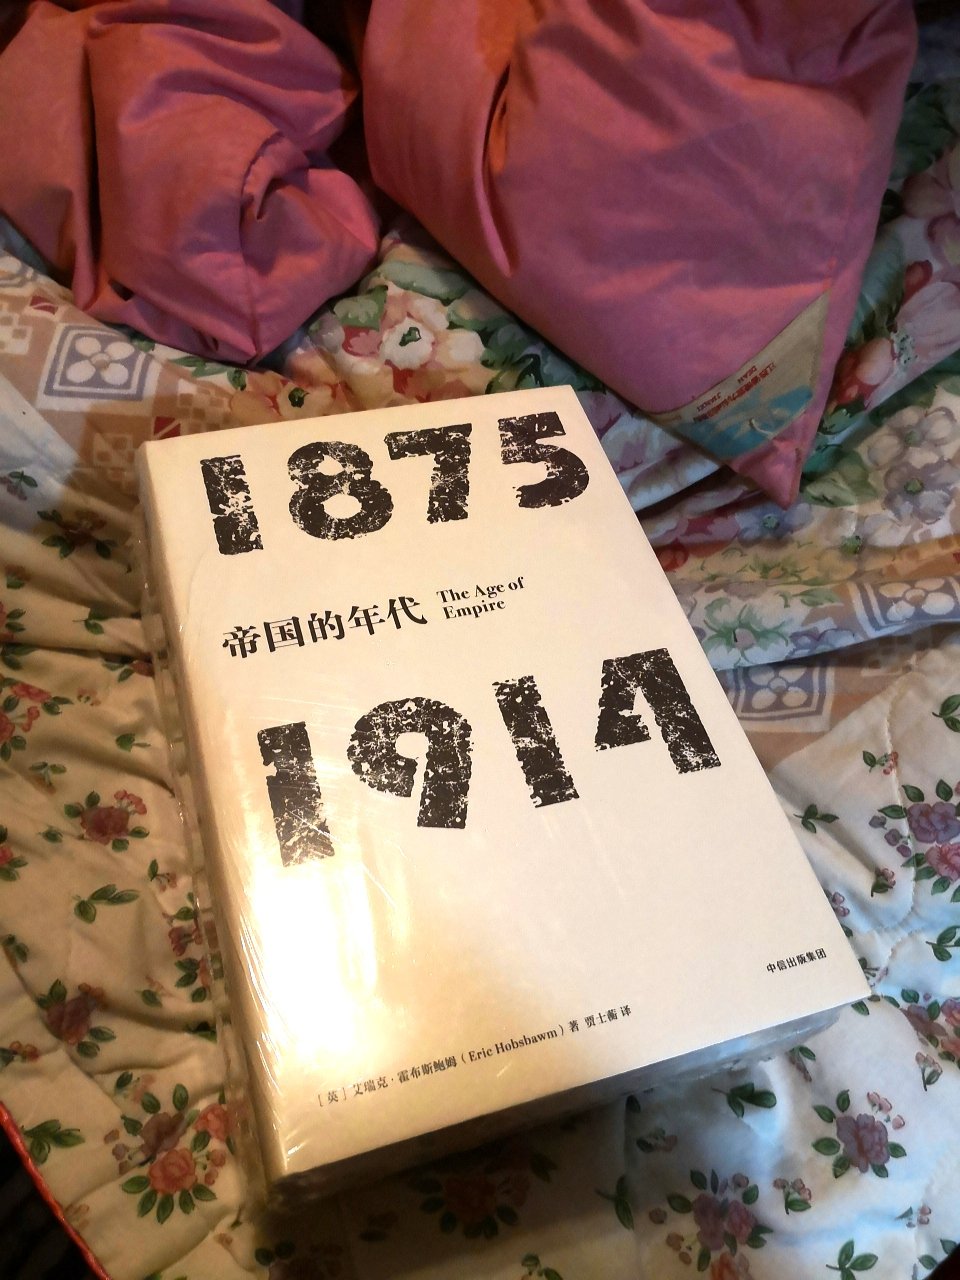 1875
帝国的年代 The Age of
Empire
1914
中信出版集团
[英] 艾瑞克·霍布斯鲍姆 (Eric Hobsbawm) 著 贾士蘅 译